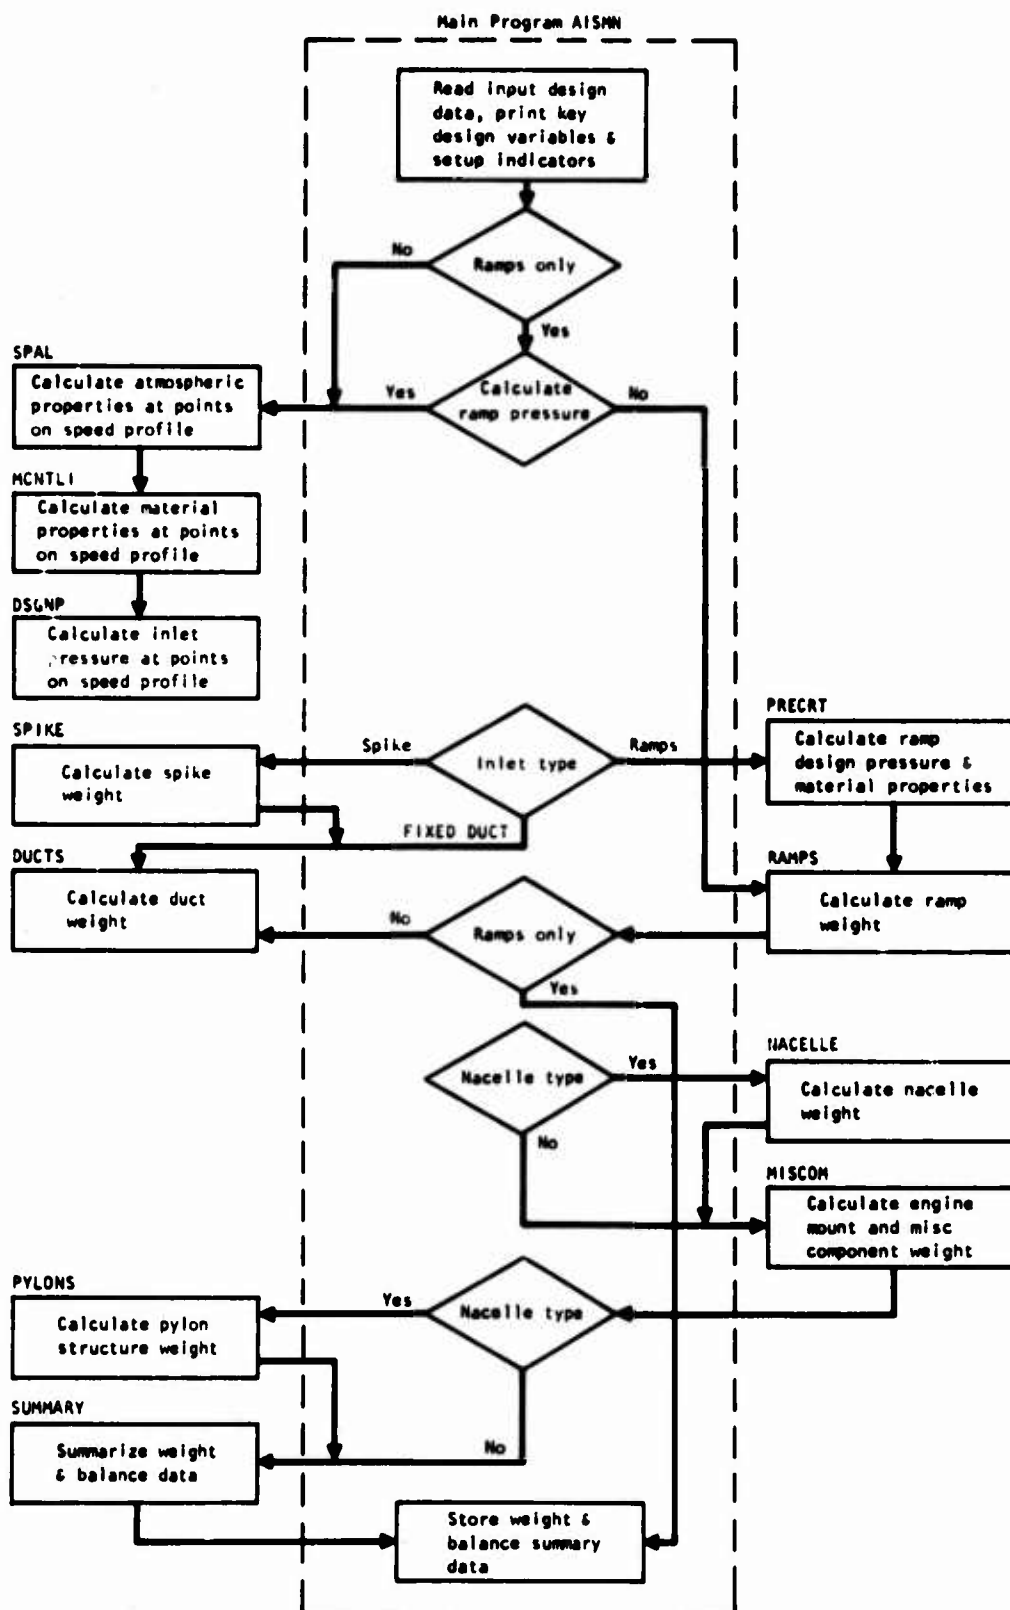 Main Program AISMN
Read input design
data, print key
design variables &
setup indicators
No
Ramps only
Yes
SPAL
Calculate atmospheric
properties at points
on speed profile
Yes
Calculate
ramp pressure
No
MCNTLI
Calculate material
properties at points
on speed profile
DSGNP
Calculate inlet
pressure at points
on speed profile
SPIKE
Calculate spike
weight
Spike
Inlet type
Ramps
PRECRT
Calculate ramp
design pressure &
material properties
FIXED DUCT
DUCTS
Calculate duct
weight
No
Ramps only
Yes
RAMPS
Calculate ramp
weight
Nacelle type
Yes
No
NACELLE
Calculate nacelle
weight
MISCOM
Calculate engine
mount and misc
component weight
PYLONS
Calculate pylon
structure weight
Yes
Nacelle type
No
SUMMARY
Summarize weight
& balance data
Store weight &
balance summary
data